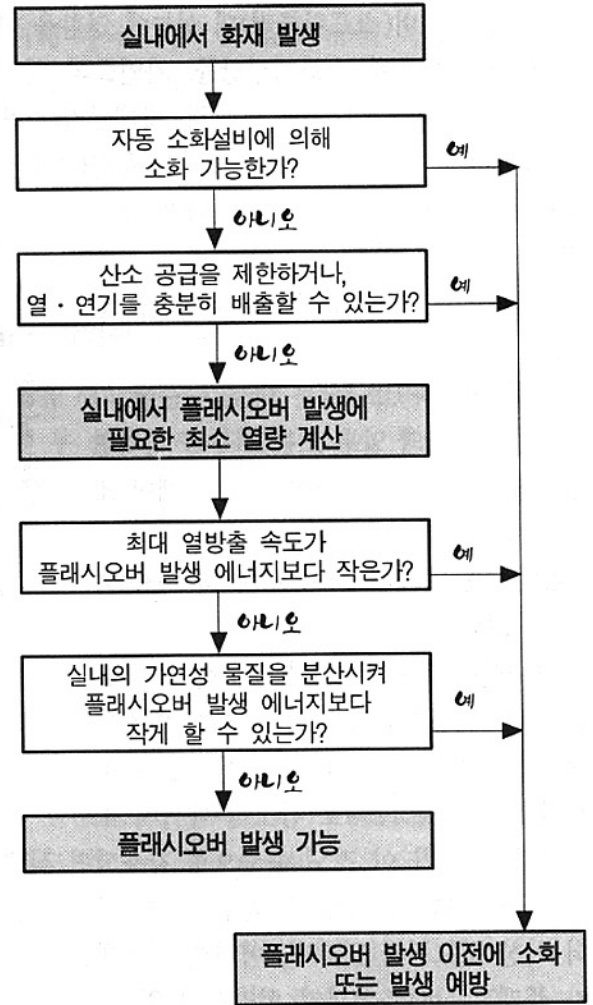 실내에서 화재 발생
자동 소화설비에 의해
소화 가능한가?
예
아니오
산소 공급을 제한하거나,
열·연기를 충분히 배출할 수 있는가?
예
아니오
실내에서 플래시오버 발생에
필요한 최소 열량 계산
최대 열방출 속도가
플래시오버 발생 에너지보다 작은가?
예
아니오
실내의 가연성 물질을 분산시켜
플래시오버 발생 에너지보다
작게 할 수 있는가?
예
아니오
플래시오버 발생 가능
플래시오버 발생 이전에 소화
또는 발생 예방